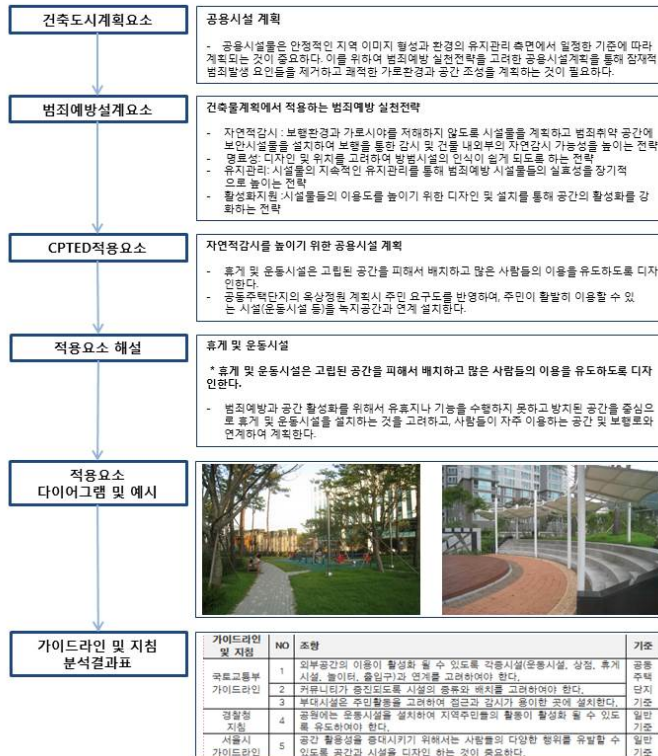 건축도시계획요소
공용시설 계획
- 공용시설물은 안정적인 지역 이미지 형성과 환경의 유지관리 측면에서 일정한 기준에 따라
계획되는 것이 중요하다. 이를 위하여 범죄예방 실천전략을 고려한 공용시설계획을 통해 잠재적
범죄발생 요인들을 제거하고 쾌적한 가로환경과 공간 조성을 계획하는 것이 필요하다.
범죄예방설계요소
건축물계획에서 적용하는 범죄예방 실천전략
- 자연적감시 : 보행환경과 가로시야를 저해하지 않도록 시설물을 계획하고 범죄취약 공간에
보안시설물을 설치하여 보행을 통한 감시 및 건물 내외부의 자연감시 가능성을 높이는 전략
- 명료성: 디자인 및 위치를 고려하여 방범시설의 인식이 쉽게 되도록 하는 전략
- 유지관리: 시설물의 지속적인 유지관리를 통해 범죄예방 시설물들의 실효성을 장기적
으로 높이는 전략
- 활성화지원 :시설물들의 이용도를 높이기 위한 디자인 및 설치를 통해 공간의 활성화를 강
화하는 전략
CPTED적용요소
자연적감시를 높이기 위한 공용시설 계획
- 휴게 및 운동시설은 고립된 공간을 피해서 배치하고 많은 사람들의 이용을 유도하도록 디자
인한다.
- 공동주택단지의 옥상정원 계획시 주민 요구도를 반영하여, 주민이 활발히 이용할 수 있
는 시설(운동시설 등)을 녹지공간과 연계 설치한다.
적용요소 해설
휴게 및 운동시설
* 휴게 및 운동시설은 고립된 공간을 피해서 배치하고 많은 사람들의 이용을 유도하도록 디자
인한다.
- 범죄예방과 공간 활성화를 위해서 유휴지나 기능을 수행하지 못하고 방치된 공간을 중심으
로 휴게 및 운동시설을 설치하는 것을 고려하고, 사람들이 자주 이용하는 공간 및 보행로와
연계하여 계획한다.
적용요소
다이어그램 및 예시
가이드라인 및 지침
분석결과표
가이드라인 및 지침 NO 조항 기준
국토교통부 가이드라인 1 외부공간의 이용이 활성화 될 수 있도록 각종시설(운동시설, 상점, 휴게
시설, 놀이터, 출입구)과 연계를 고려하여야 한다. 공동 주택 단지 기준
2 커뮤니티가 증진되도록 시설의 종류와 배치를 고려하여야 한다.
3 부대시설은 주민활동을 고려하여 접근과 감시가 용이한 곳에 설치한다.
경찰청 지침 4 공원에는 운동시설을 설치하여 지역주민들의 활동이 활성화 될 수 있도
록 유도하여야 한다. 일반 기준
서울시 가이드라인 5 공간 활용성을 증대시키기 위해서는 사람들의 다양한 행위를 유발할 수
있도록 공간과 시설을 디자인 하는 것이 중요하다. 일반 기준